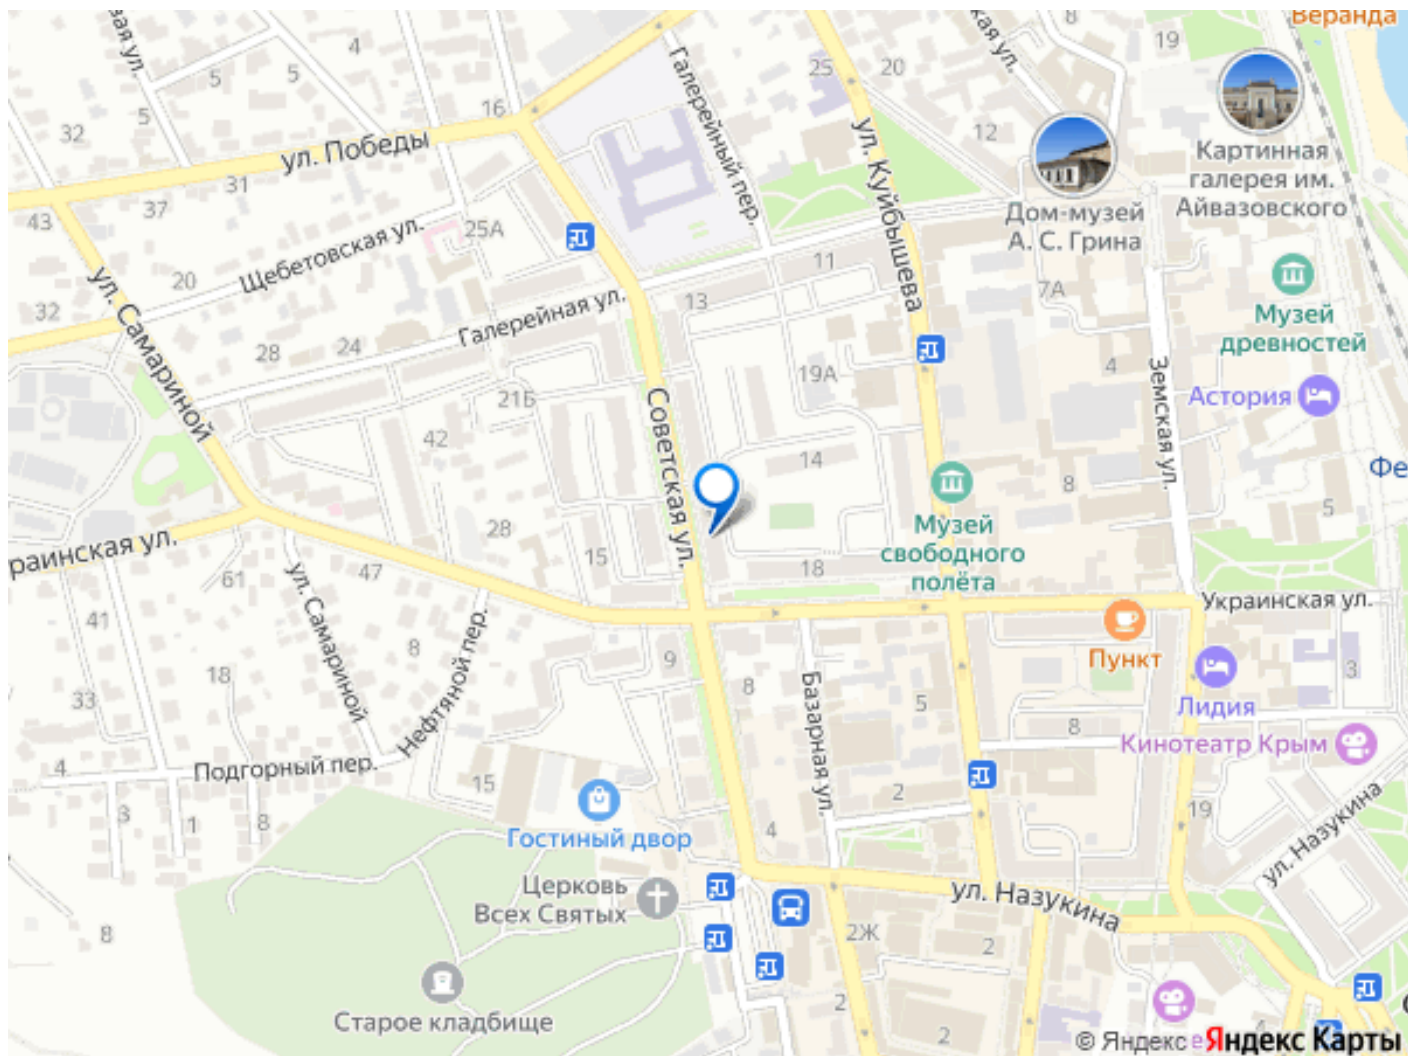 Веранда
8
19
4
5
5
5
32
16
25
20
12
ул. Победы
Галерейный пер.
ул. Куйбышева
Картинная
галерея им.
Айвазовского
Дом-музей
А. С. Грина
43
37
31
25А
Щебетовская ул.
20
32
11
13
7А
Музей
древностей
ул. Самариной
Галерейная ул.
28
24
21Б
19А
4
Земская ул.
Астория
Советская ул.
42
14
8
5
Музей
свободного
полёта
28
15
18
47
61
41
ул. Самариной
Нефтяной пер.
8
9
8
Украинская ул.
Пункт
Лидия
3
18
33
Базарная ул.
5
8
Кинотеатр Крым
4
Подгорный пер.
15
3
1
8
Гостиный двор
2
4
19
ул. Назукина
Церковь
Всех Святых
ул. Назукина
8
2Ж
2
2
2
Старое кладбище
© Яндекс
Яндекс Карты